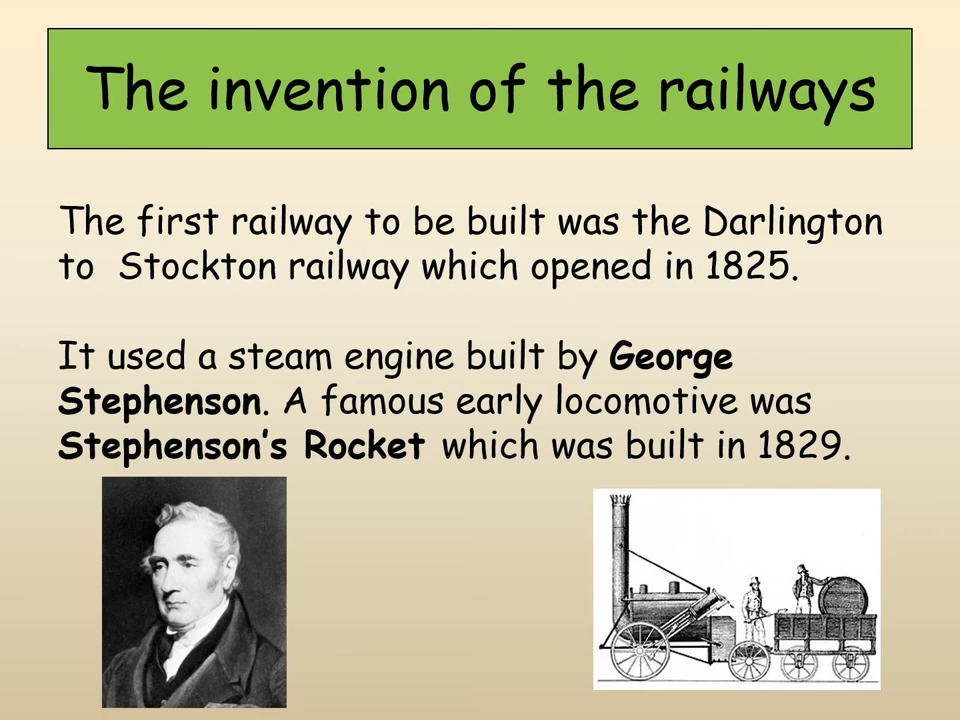 The invention of the railways
The first railway to be built was the Darlington
to  Stockton railway which opened in 1825.
It used a steam engine built by George
Stephenson. A famous early locomotive was
Stephenson’s Rocket which was built in 1829.